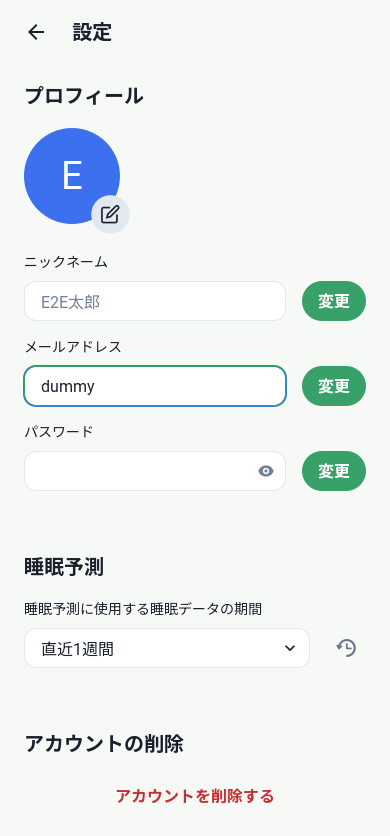 設定
プロフィール
E
ニックネーム
E2E太郎
変更
メールアドレス
dummy
変更
パスワード
変更
睡眠予測
睡眠予測に使用する睡眠データの期間
直近1週間
アカウントの削除
アカウントを削除する